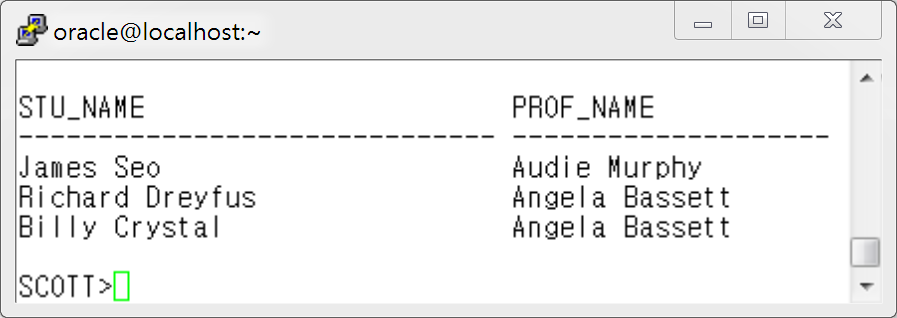 oracle@localhost:~
STU_NAME PROF_NAME
------------------------------ --------------------
James Seo Audie Murphy
Richard Dreyfus Angela Bassett
Billy Crystal Angela Bassett
SCOTT>